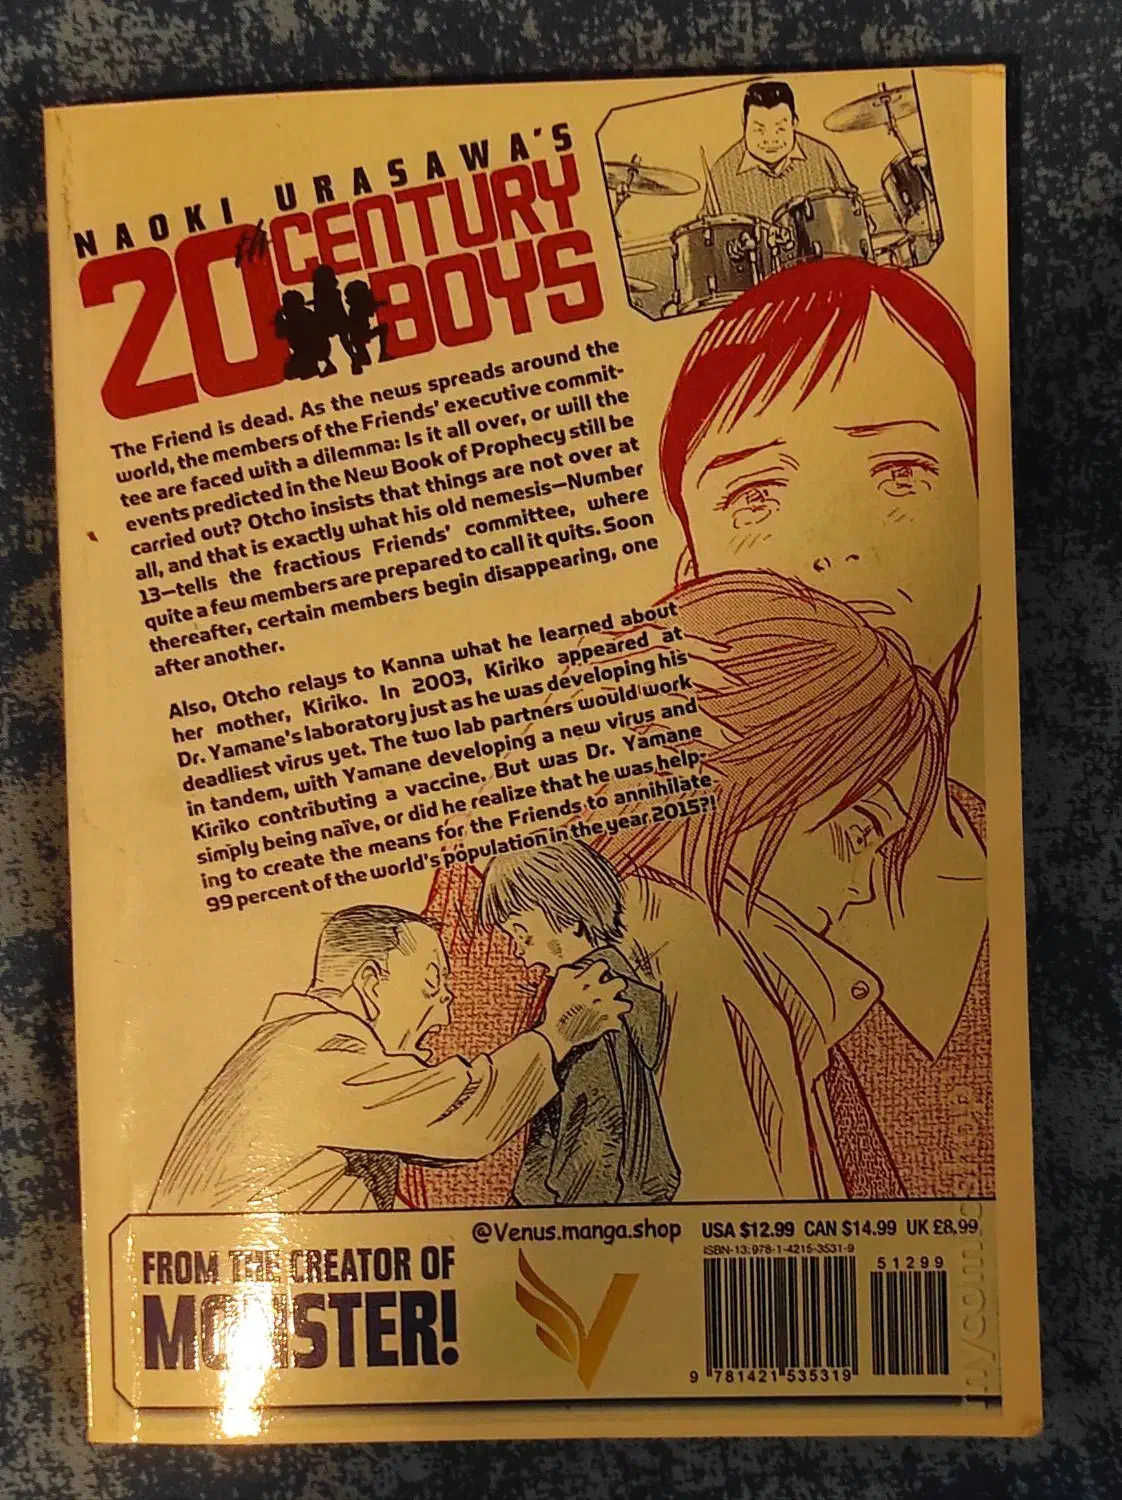 NAOKI URASAWA'S
20th CENTURY
BOYS
The Friend is dead. As the news spreads around the
world, the members of the Friends' executive commit-
tee are faced with a dilemma: Is it all over, or will the
events predicted in the New Book of Prophecy still be
carried out? Otcho insists that things are not over at
all, and that is exactly what his old nemesis—Number
13—tells the fractious Friends' committee, where
quite a few members are prepared to call it quits. Soon
thereafter, certain members begin disappearing, one
after another.
Also, Otcho relays to Kanna what he learned about
her mother, Kiriko. In 2003, Kiriko appeared at
Dr. Yamane's laboratory just as he was developing his
deadliest virus yet. The two lab partners would work
in tandem, with Yamane developing a new virus and
Kiriko contributing a vaccine. But was Dr. Yamane
simply being naïve, or did he realize that he was help-
ing to create the means for the Friends to annihilate
99 percent of the world's population in the year 2015?!
@Venus.manga.shop
USA $12.99 CAN $14.99 UK £8.99
ISBN-13: 978-1-4215-3531-9
51299
FROM THE CREATOR OF
MONSTER!
9 781421 535319